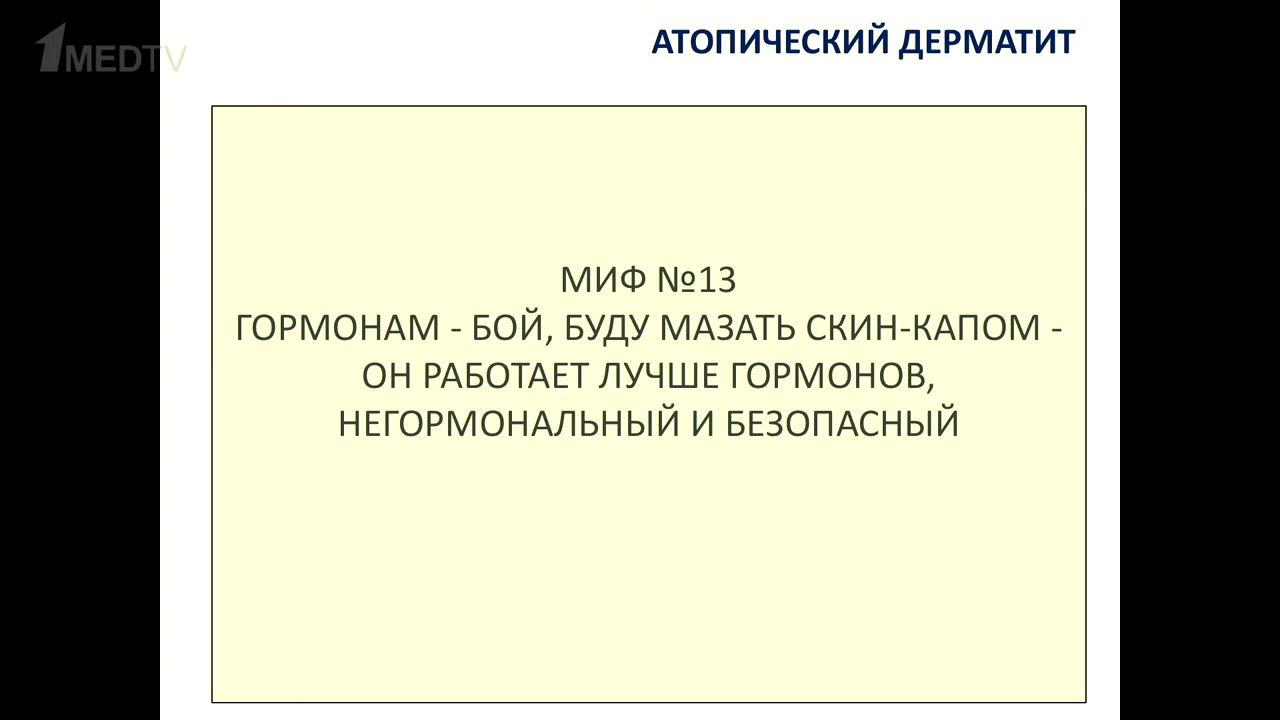 1MEDTV
АТОПИЧЕСКИЙ ДЕРМАТИТ
МИФ №13
ГОРМОНАМ - БОЙ, БУДУ МАЗАТЬ СКИН-КАПОМ -
ОН РАБОТАЕТ ЛУЧШЕ ГОРМОНОВ,
НЕГОРМОНАЛЬНЫЙ И БЕЗОПАСНЫЙ